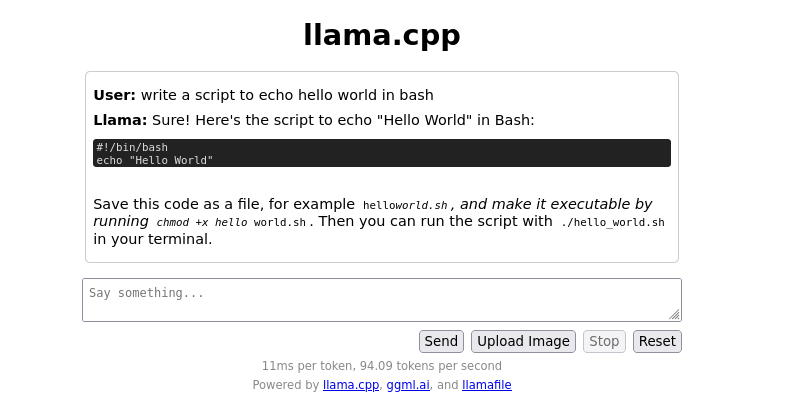 llama.cpp
User: write a script to echo hello world in bash
Llama: Sure! Here's the script to echo "Hello World" in Bash:
#!/bin/bash
echo "Hello World"
Save this code as a file, for example helloworld.sh, and make it executable by
running chmod +x hello world.sh. Then you can run the script with ./hello_world.sh
in your terminal.
Say something...
Send Upload Image Stop Reset
11ms per token, 94.09 tokens per second
Powered by llama.cpp, ggml.ai, and llamafile